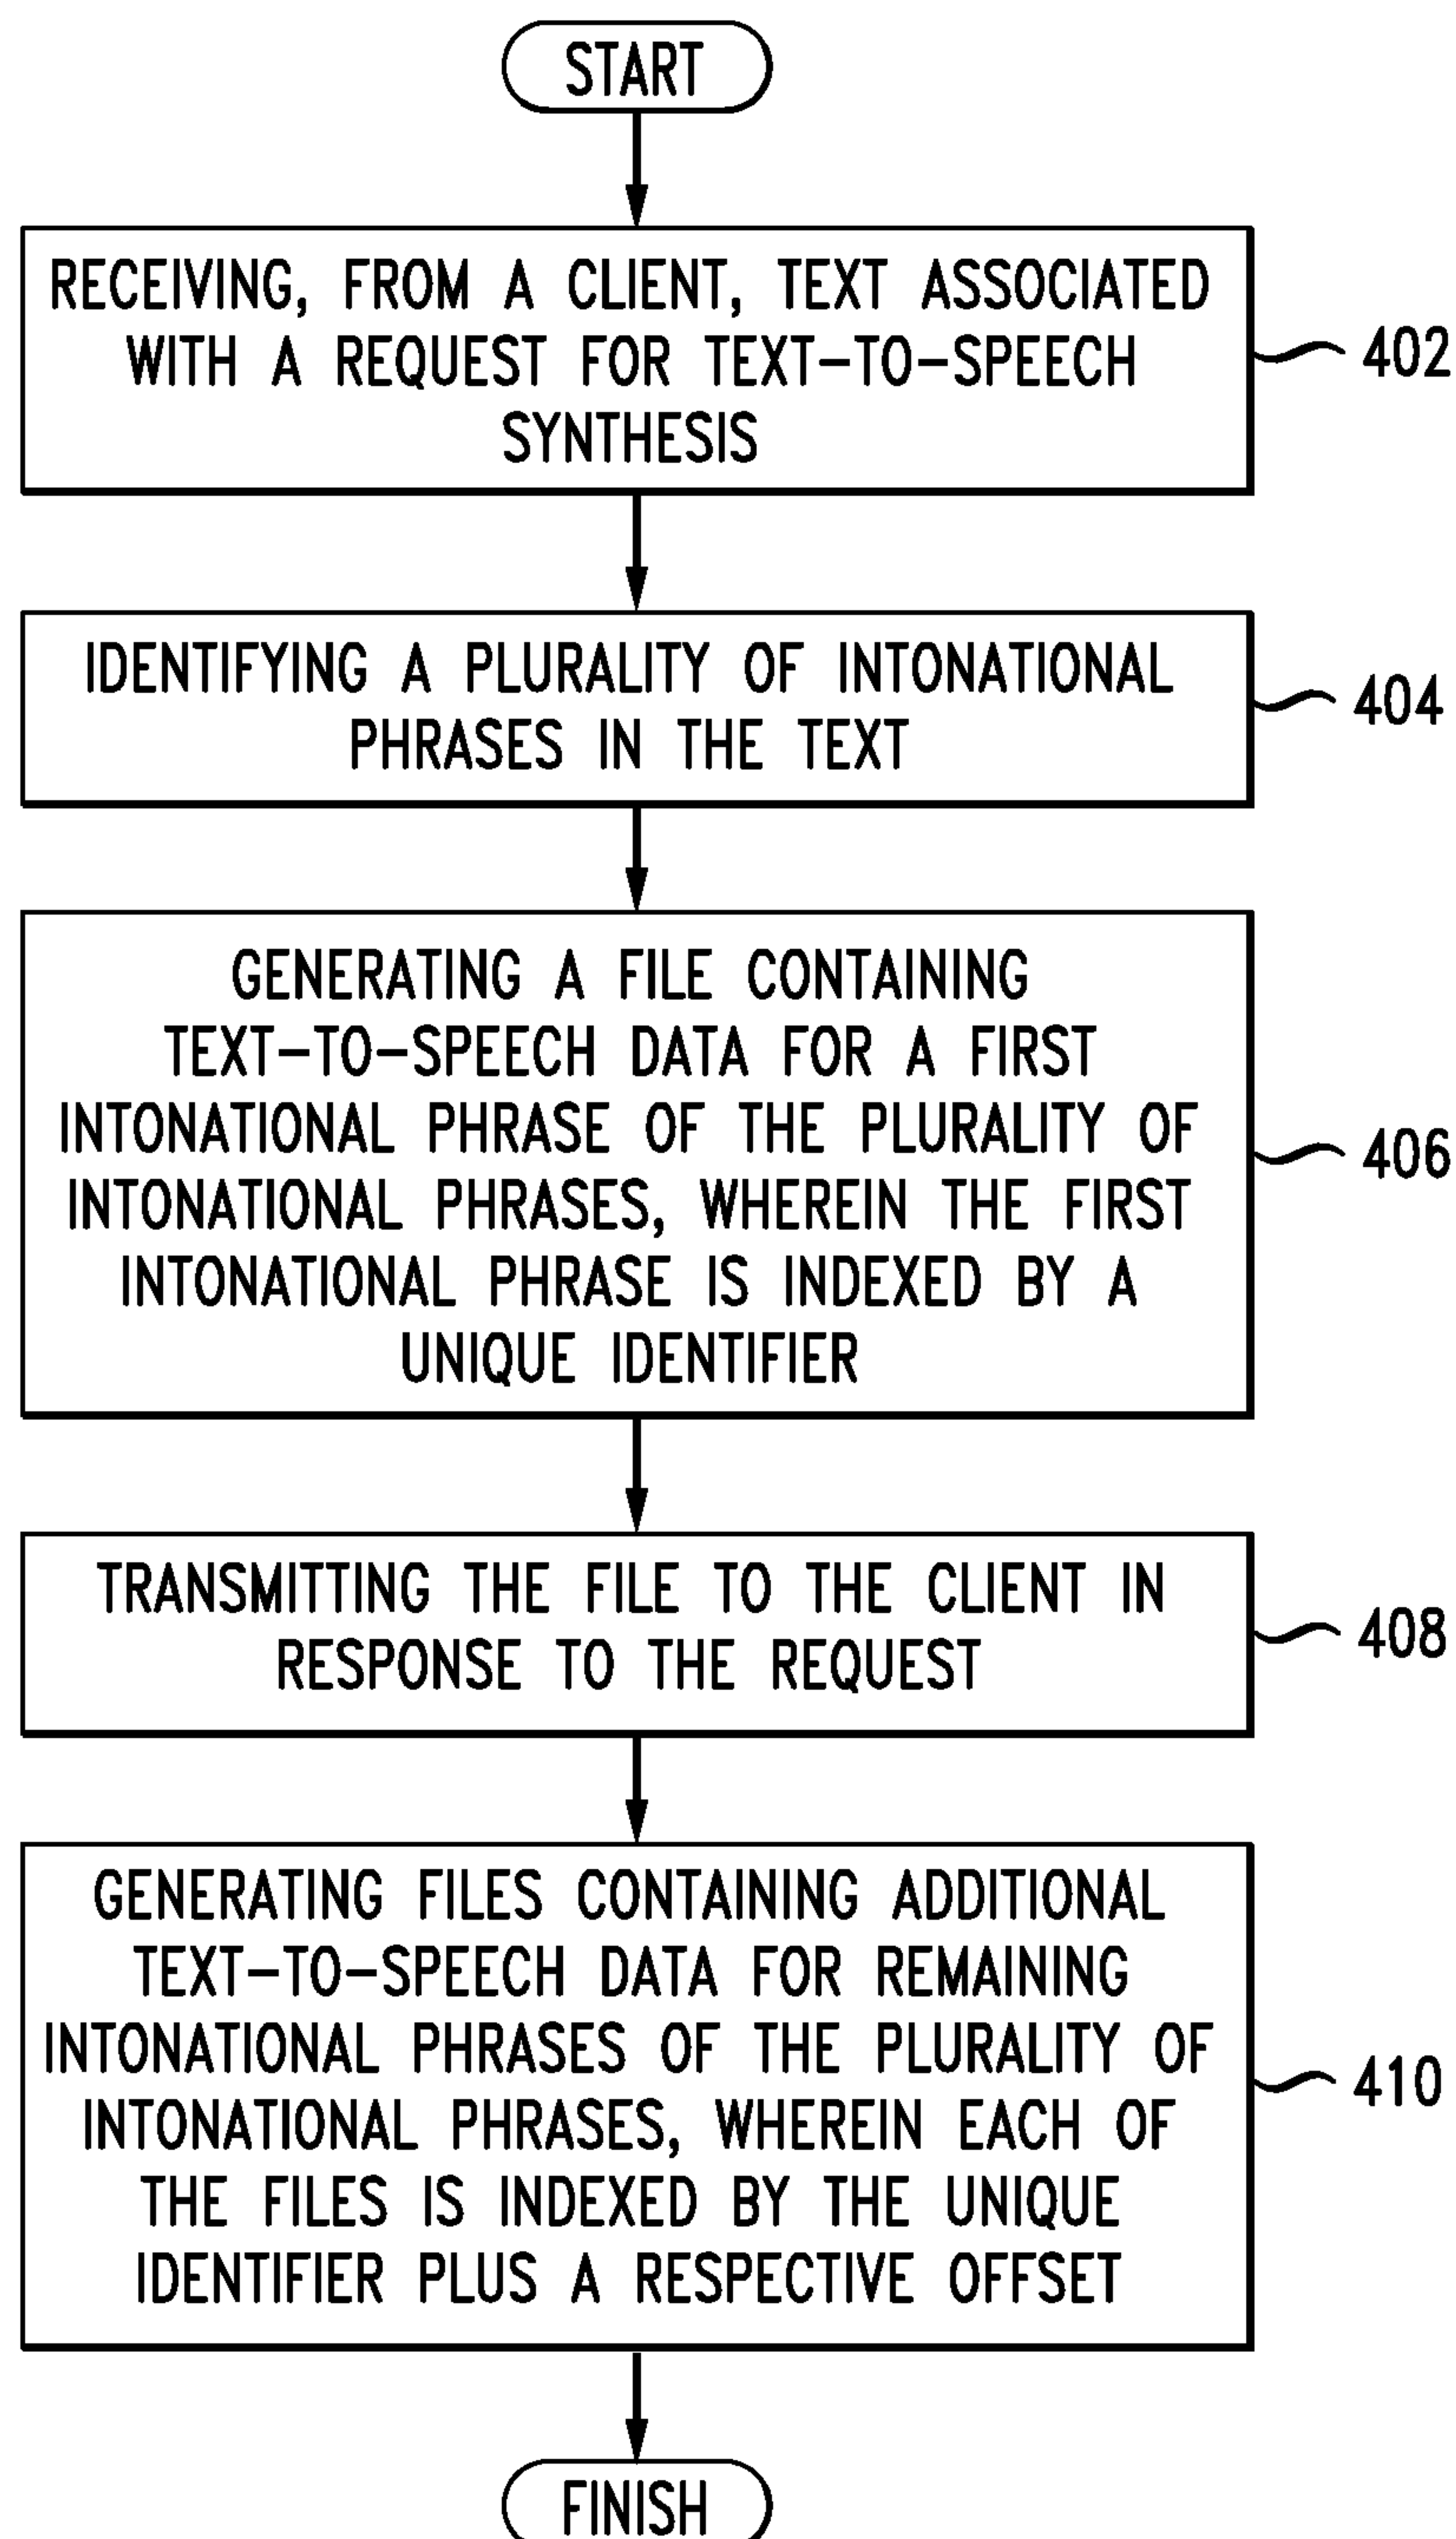 START
RECEIVING, FROM A CLIENT, TEXT ASSOCIATED
WITH A REQUEST FOR TEXT-TO-SPEECH
SYNTHESIS
402
IDENTIFYING A PLURALITY OF INTONATIONAL
PHRASES IN THE TEXT
404
GENERATING A FILE CONTAINING
TEXT-TO-SPEECH DATA FOR A FIRST
INTONATIONAL PHRASE OF THE PLURALITY OF
INTONATIONAL PHRASES, WHEREIN THE FIRST
INTONATIONAL PHRASE IS INDEXED BY A
UNIQUE IDENTIFIER
406
TRANSMITTING THE FILE TO THE CLIENT IN
RESPONSE TO THE REQUEST
408
GENERATING FILES CONTAINING ADDITIONAL
TEXT-TO-SPEECH DATA FOR REMAINING
INTONATIONAL PHRASES OF THE PLURALITY OF
INTONATIONAL PHRASES, WHEREIN EACH OF
THE FILES IS INDEXED BY THE UNIQUE
IDENTIFIER PLUS A RESPECTIVE OFFSET
410
FINISH